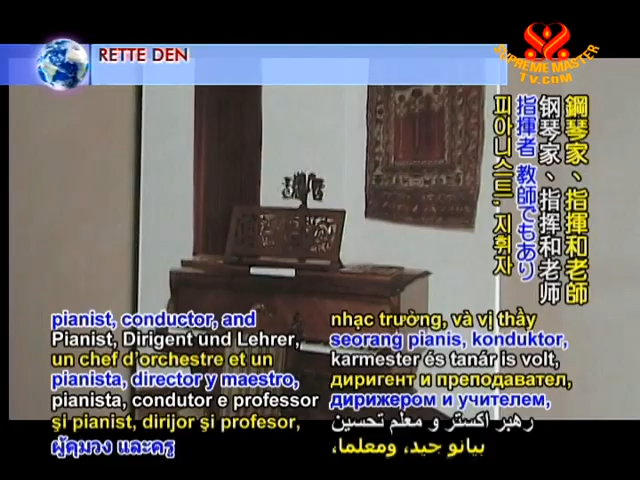 RETTE DEN
SUPREME MASTER
TV.COM
鋼琴家、指揮和老師
钢琴家、指挥和老师
指揮者 教師でもあり
피아니스트, 지휘자
pianist, conductor, and
Pianist, Dirigent und Lehrer,
un chef d'orchestre et un
pianista, director y maestro,
pianista, condutor e professor
şi pianist, dirijor şi profesor,
ผู้คุมวง และครู
nhạc trưởng, và vị thầy
seorang pianis, konduktor,
karmester és tanár is volt,
диригент и преподавател,
дирижером и учителем,
رهبر اکستر و معلم تحسین
بيانو جيد، ومعلما،